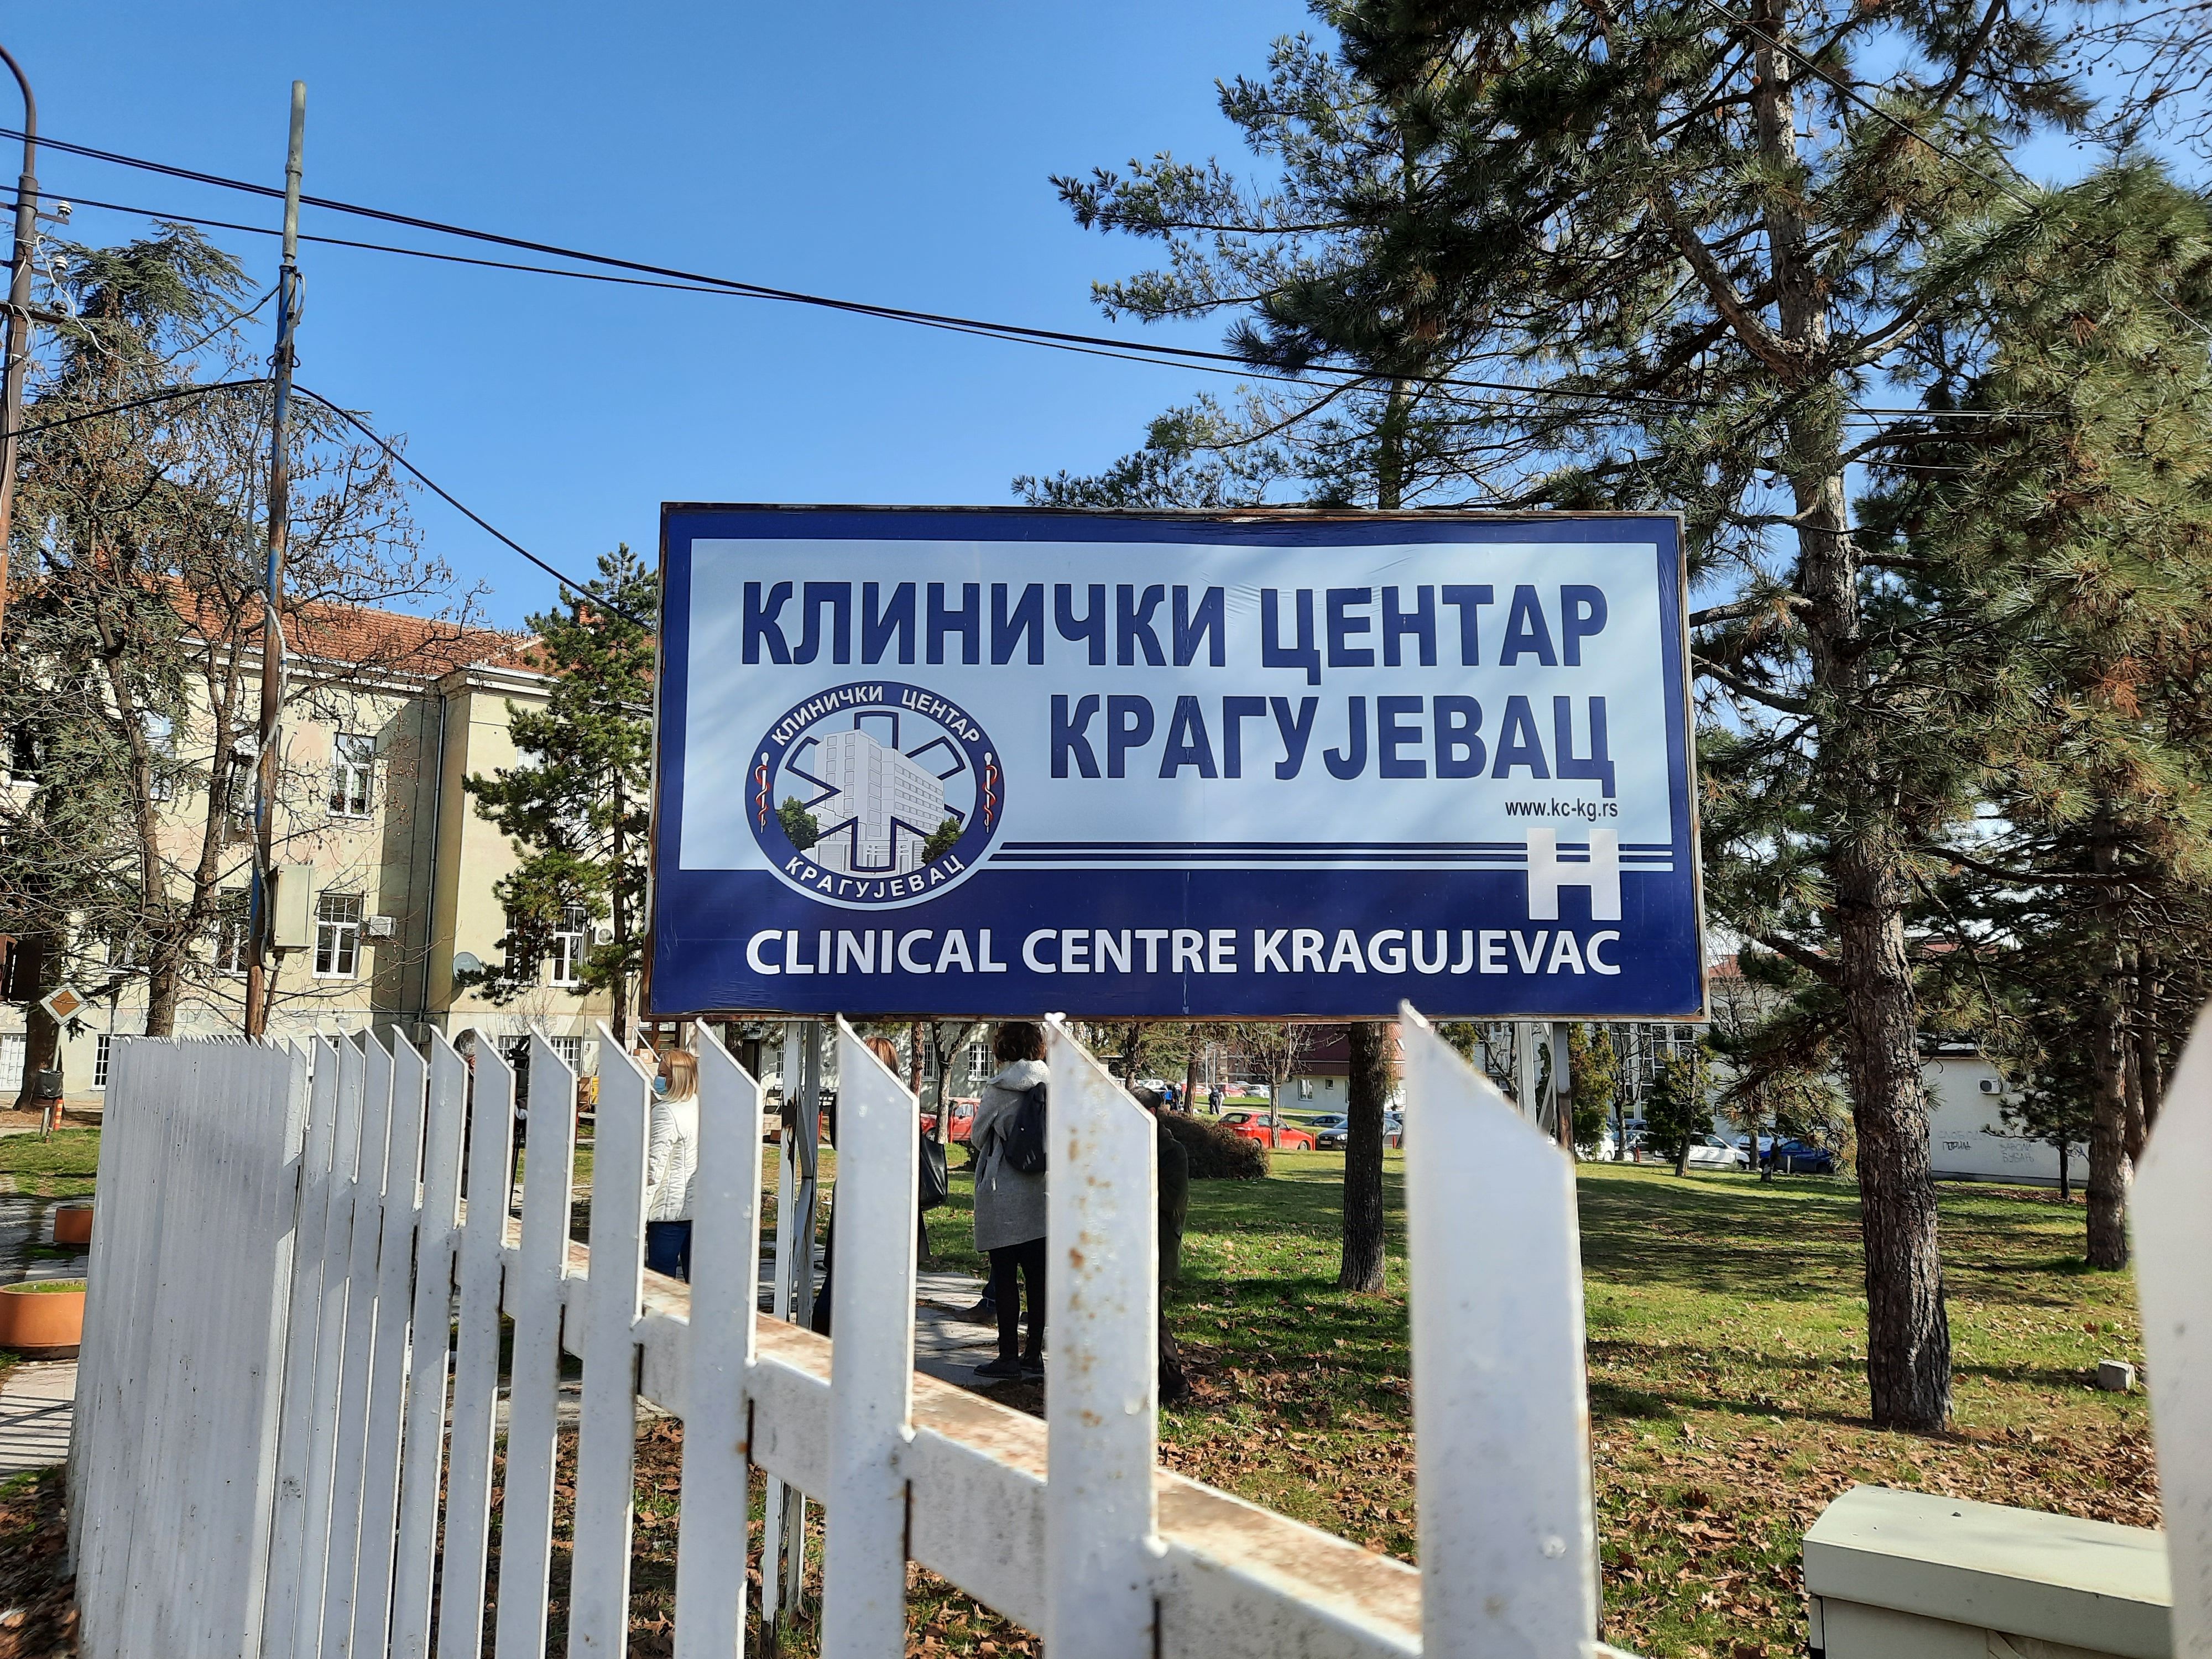 КЛИНИЧКИ ЦЕНТАР
КРАГУЈЕВАЦ
www.kc-kg.rs
КЛИНИЧКИ ЦЕНТАР
КРАГУЈЕВАЦ
H
CLINICAL CENTRE KRAGUJEVAC